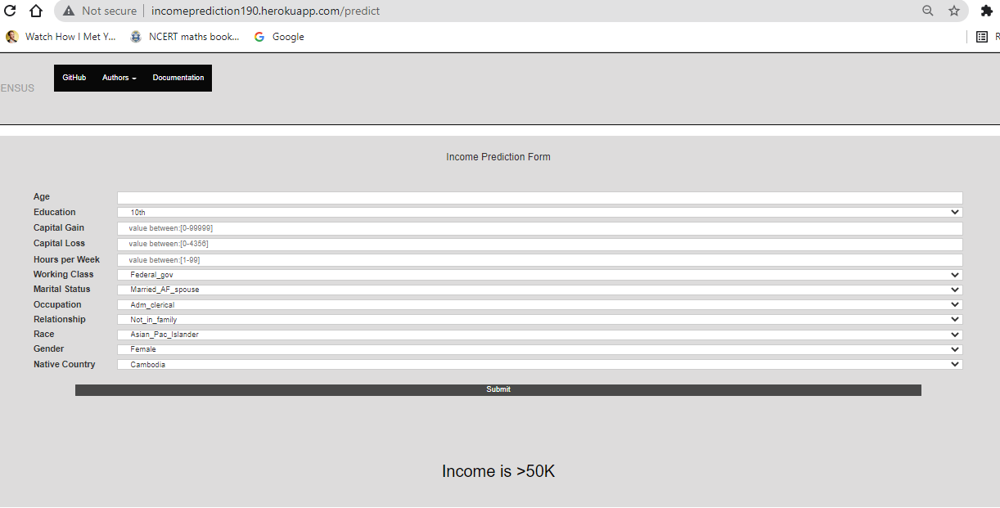 Not secure incomeprediction190.herokuapp.com/predict
Watch How I Met Y... NCERT maths book... Google R
ENSUS GitHub Authors Documentation
Income Prediction Form
Age
Education 10th
Capital Gain value between:[0-99999]
Capital Loss value between:[0-4356]
Hours per Week value between:[1-99]
Working Class Federal_gov
Marital Status Married_AF_spouse
Occupation Adm_clerical
Relationship Not_in_family
Race Asian_Pac_Islander
Gender Female
Native Country Cambodia
Submit
Income is >50K